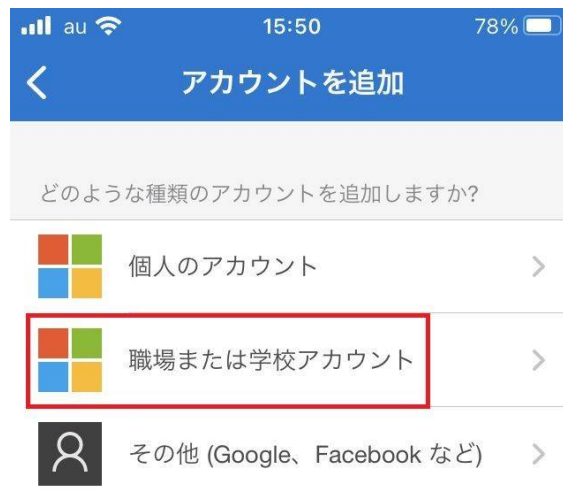 au 15:50 78%
アカウントを追加
どのような種類のアカウントを追加しますか?
個人のアカウント
職場または学校アカウント
その他 (Google、Facebook など)